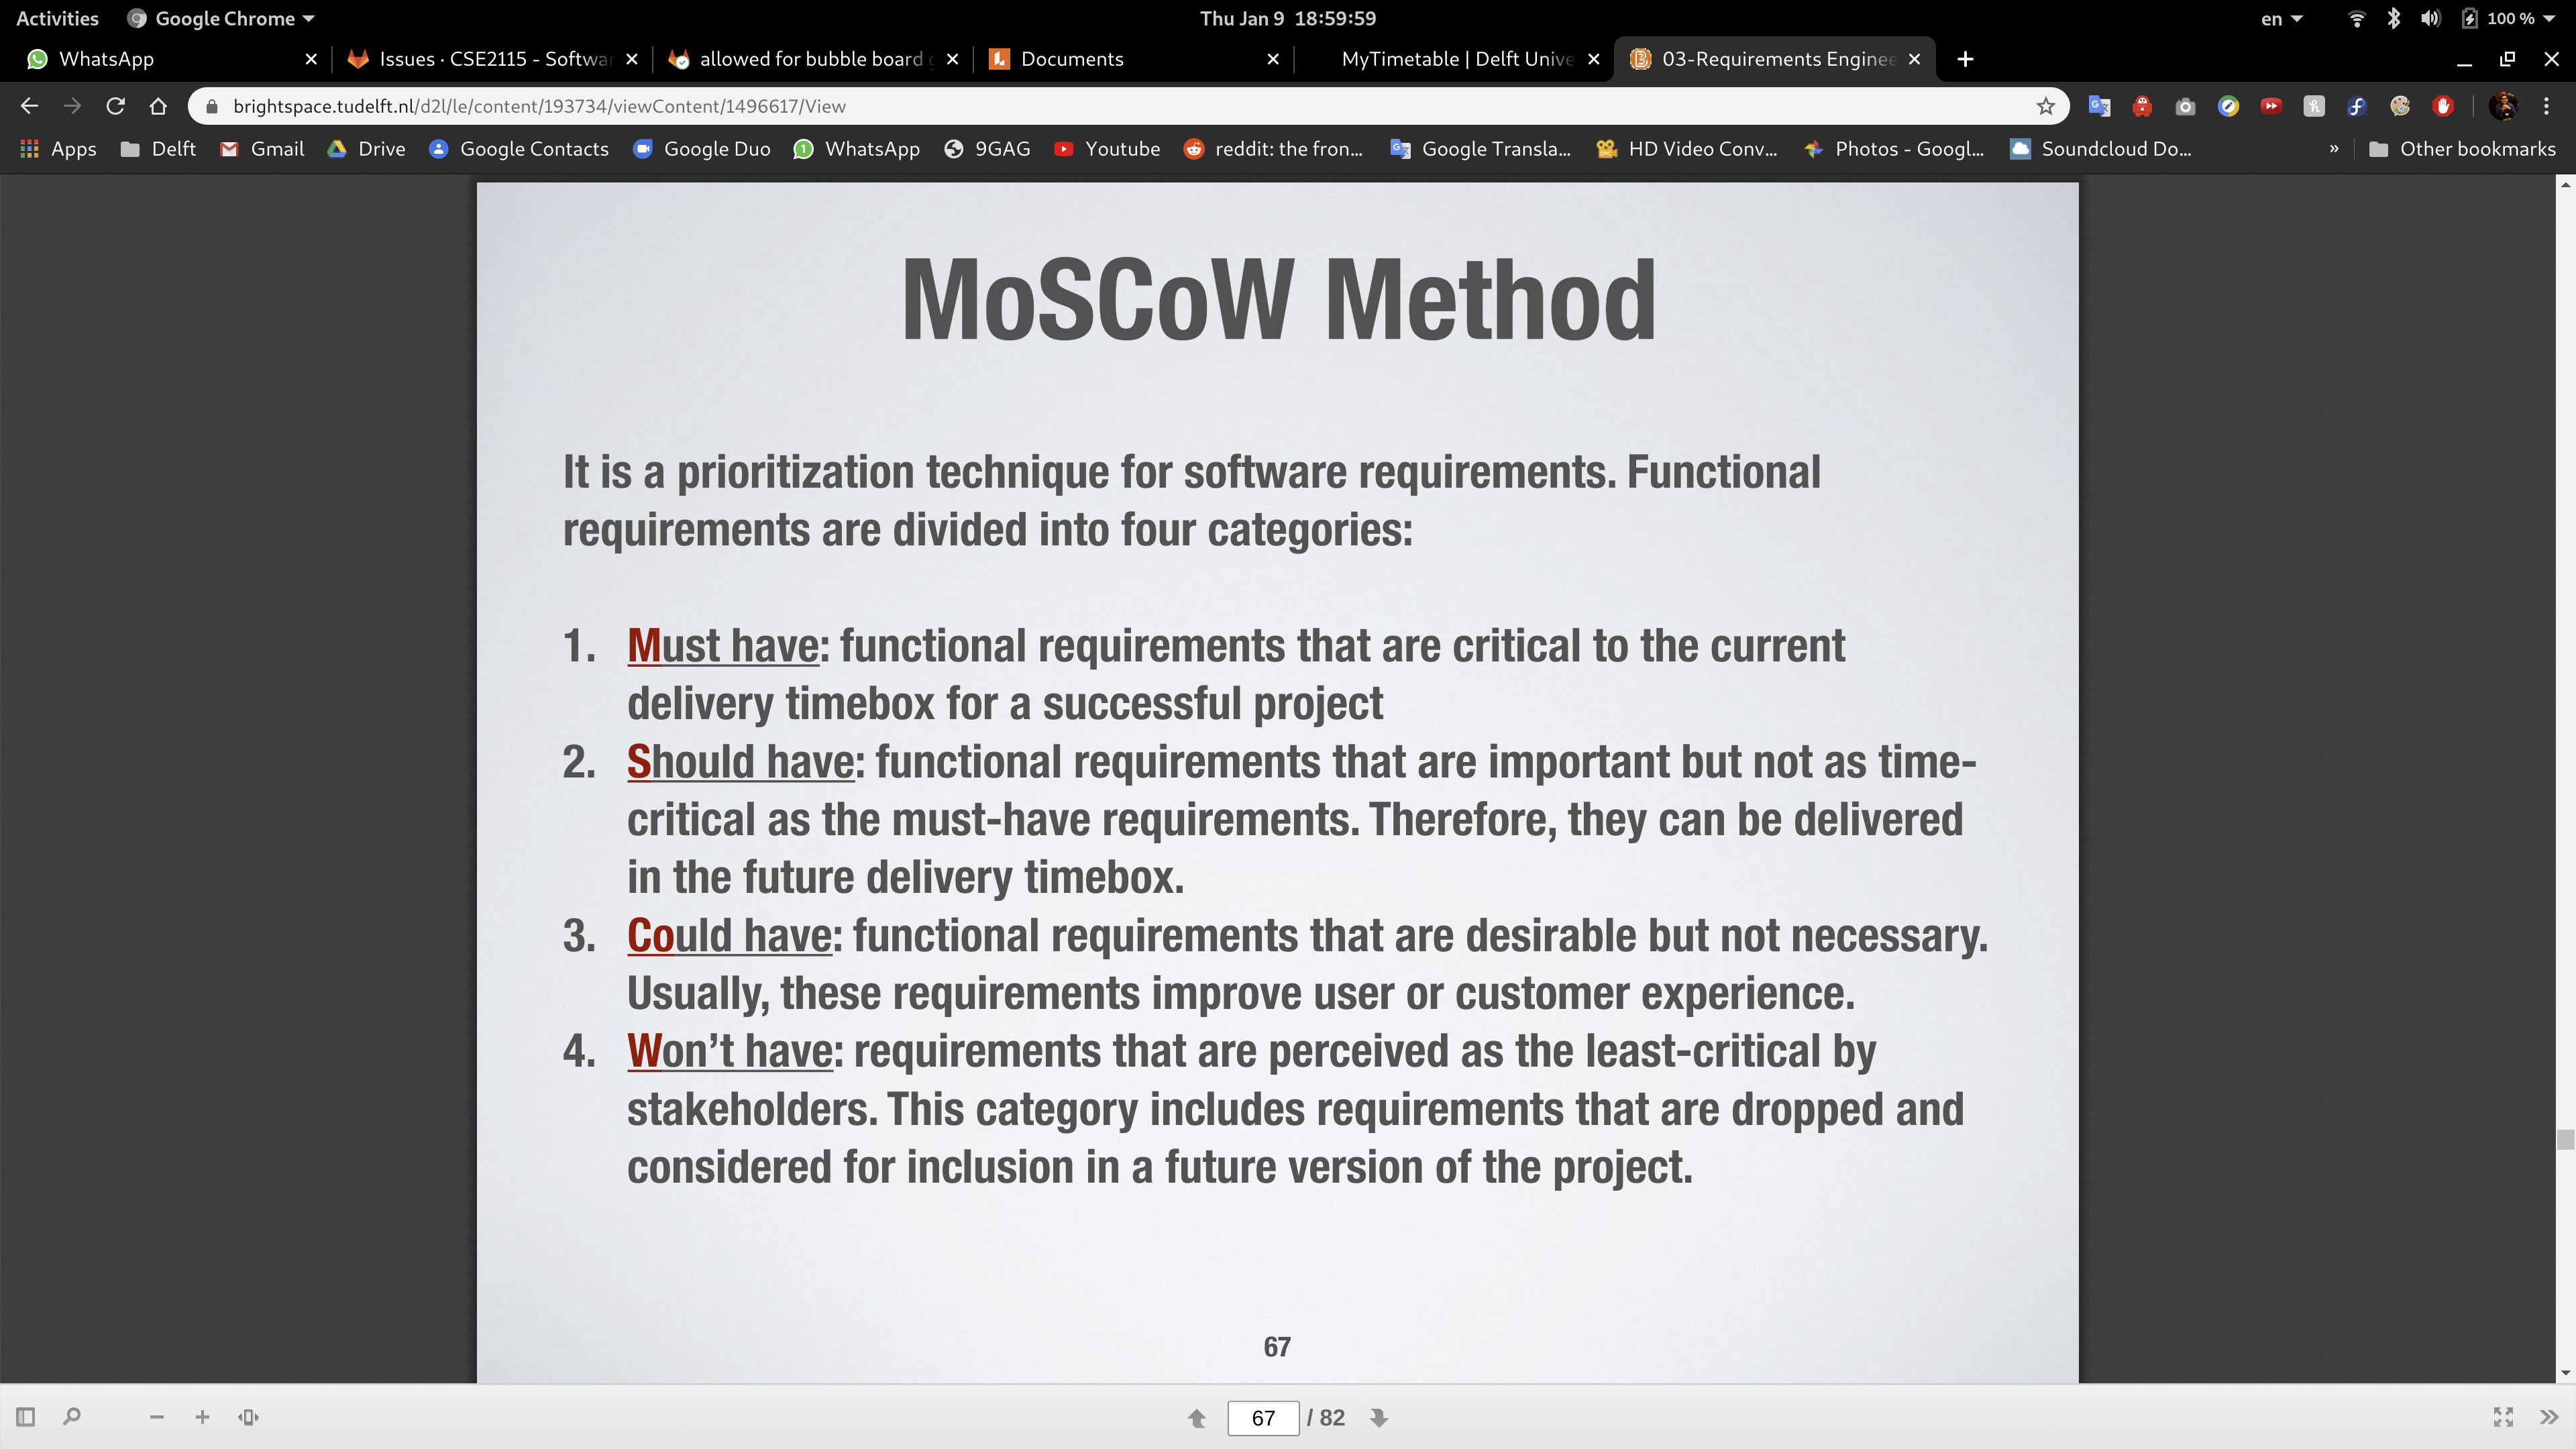 Activities Google Chrome Thu Jan 9 18:59:59 en 100 %
WhatsApp Issues · CSE2115 - Softwar allowed for bubble board g Documents MyTimetable | Delft Unive 03-Requirements Enginee
brightspace.tudelft.nl/d2l/le/content/193734/viewContent/1496617/View
Apps Delft Gmail Drive Google Contacts Google Duo WhatsApp 9GAG Youtube reddit: the fron... Google Transla... HD Video Conv... Photos - Googl... Soundcloud Do... » Other bookmarks
MoSCoW Method
It is a prioritization technique for software requirements. Functional
requirements are divided into four categories:
1. Must have: functional requirements that are critical to the current
delivery timebox for a successful project
2. Should have: functional requirements that are important but not as time-
critical as the must-have requirements. Therefore, they can be delivered
in the future delivery timebox.
3. Could have: functional requirements that are desirable but not necessary.
Usually, these requirements improve user or customer experience.
4. Won’t have: requirements that are perceived as the least-critical by
stakeholders. This category includes requirements that are dropped and
considered for inclusion in a future version of the project.
67
67 / 82